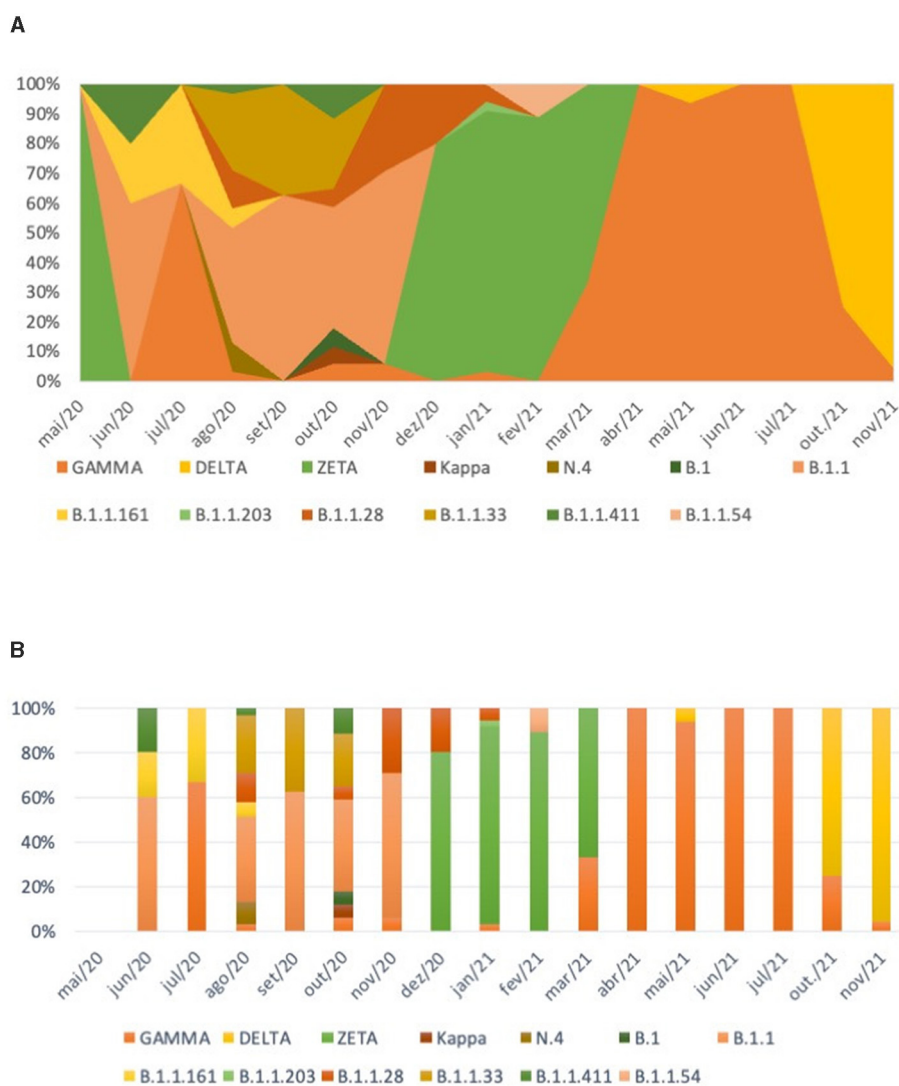 A
100%
90%
80%
70%
60%
50%
40%
30%
20%
10%
0%
mai/20 jun/20 jul/20 ago/20 set/20 out/20 nov/20 dez/20 jan/21 fev/21 mar/21 abr/21 mai/21 jun/21 jul/21 out./21 nov/21
GAMMA DELTA ZETA Kappa N.4 B.1 B.1.1
B.1.1.161 B.1.1.203 B.1.1.28 B.1.1.33 B.1.1.411 B.1.1.54
B
100%
80%
60%
40%
20%
0%
mai/20 jun/20 jul/20 ago/20 set/20 out/20 nov/20 dez/20 jan/21 fev/21 mar/21 abr/21 mai/21 jun/21 jul/21 out./21 nov/21
GAMMA DELTA ZETA Kappa N.4 B.1 B.1.1
B.1.1.161 B.1.1.203 B.1.1.28 B.1.1.33 B.1.1.411 B.1.1.54